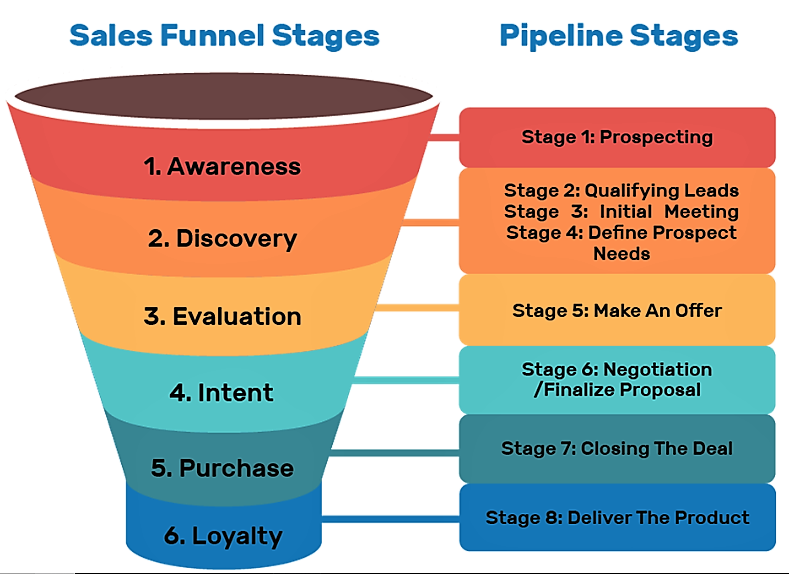 Sales Funnel Stages
Pipeline Stages
1. Awareness
Stage 1: Prospecting
2. Discovery
Stage 2: Qualifying Leads
Stage 3: Initial Meeting
Stage 4: Define Prospect
Needs
3. Evaluation
Stage 5: Make An Offer
4. Intent
Stage 6: Negotiation
/Finalize Proposal
5. Purchase
Stage 7: Closing The Deal
6. Loyalty
Stage 8: Deliver The Product